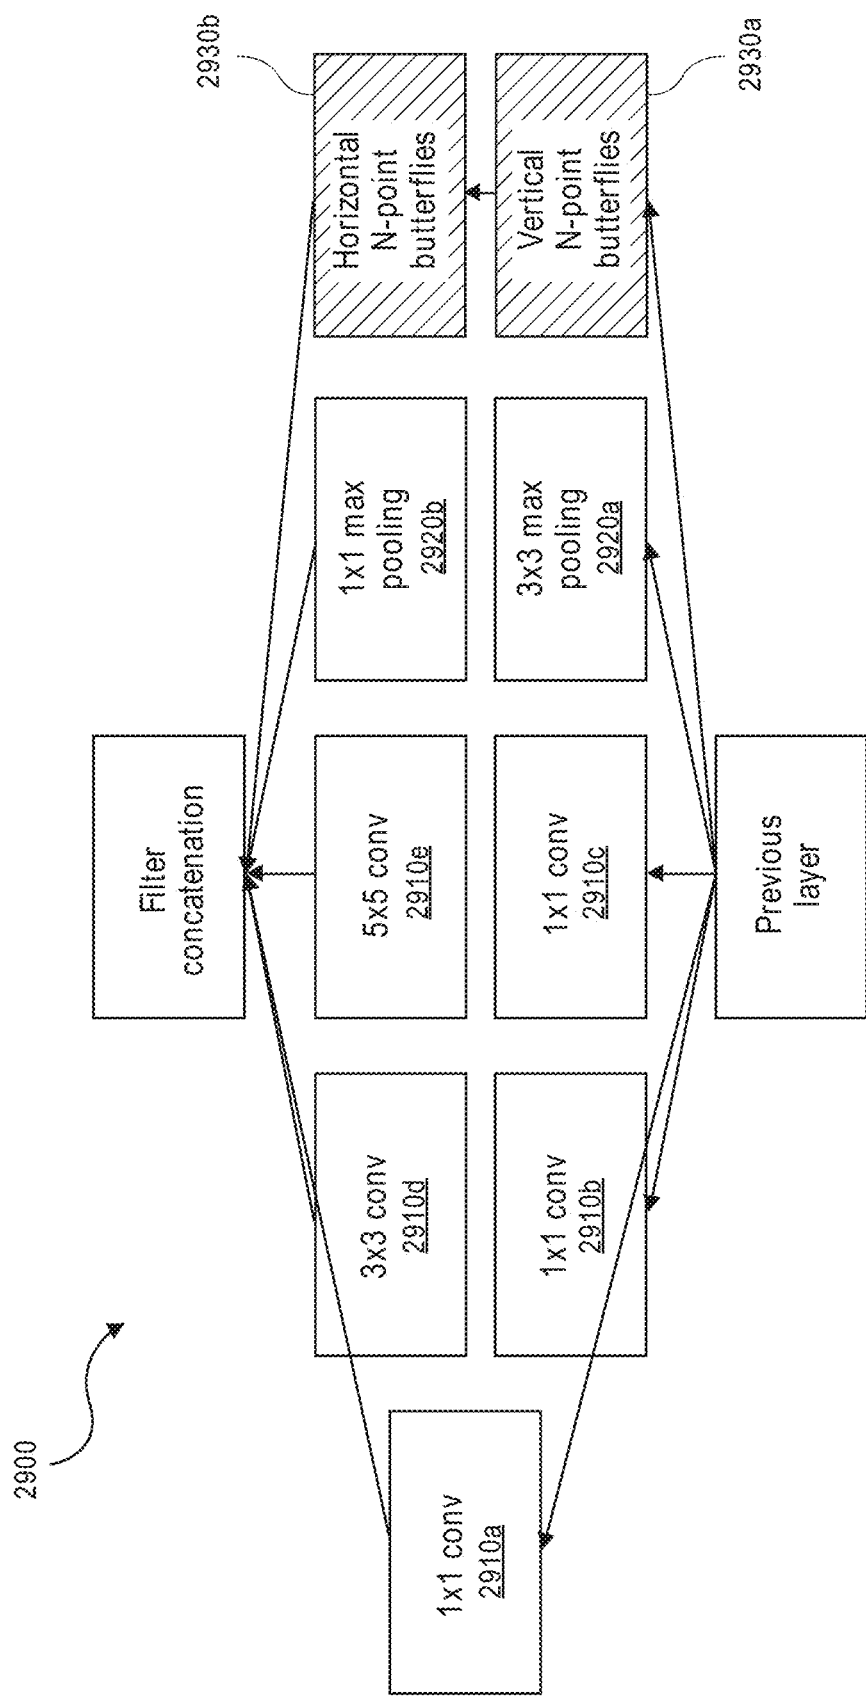 2900
Filter
concatenation
1x1 conv
2910a
3x3 conv
2910d
5x5 conv
2910e
1x1 max
pooling
2920b
Horizontal
N-point
butterflies
2930b
1x1 conv
2910b
1x1 conv
2910c
3x3 max
pooling
2920a
Vertical
N-point
butterflies
2930a
Previous
layer